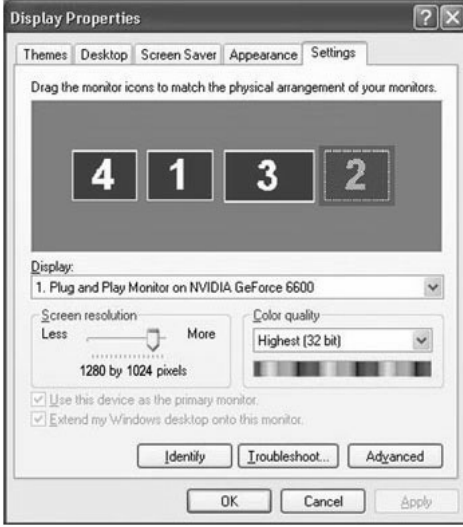 Display Properties
Themes Desktop Screen Saver Appearance Settings
Drag the monitor icons to match the physical arrangement of your monitors.
4 1 3 2
Display:
1. Plug and Play Monitor on NVIDIA GeForce 6600
Screen resolution
Less More
1280 by 1024 pixels
Color quality
Highest (32 bit)
Use this device as the primary monitor.
Extend my Windows desktop onto this monitor.
Identify Troubleshoot... Advanced
OK Cancel Apply